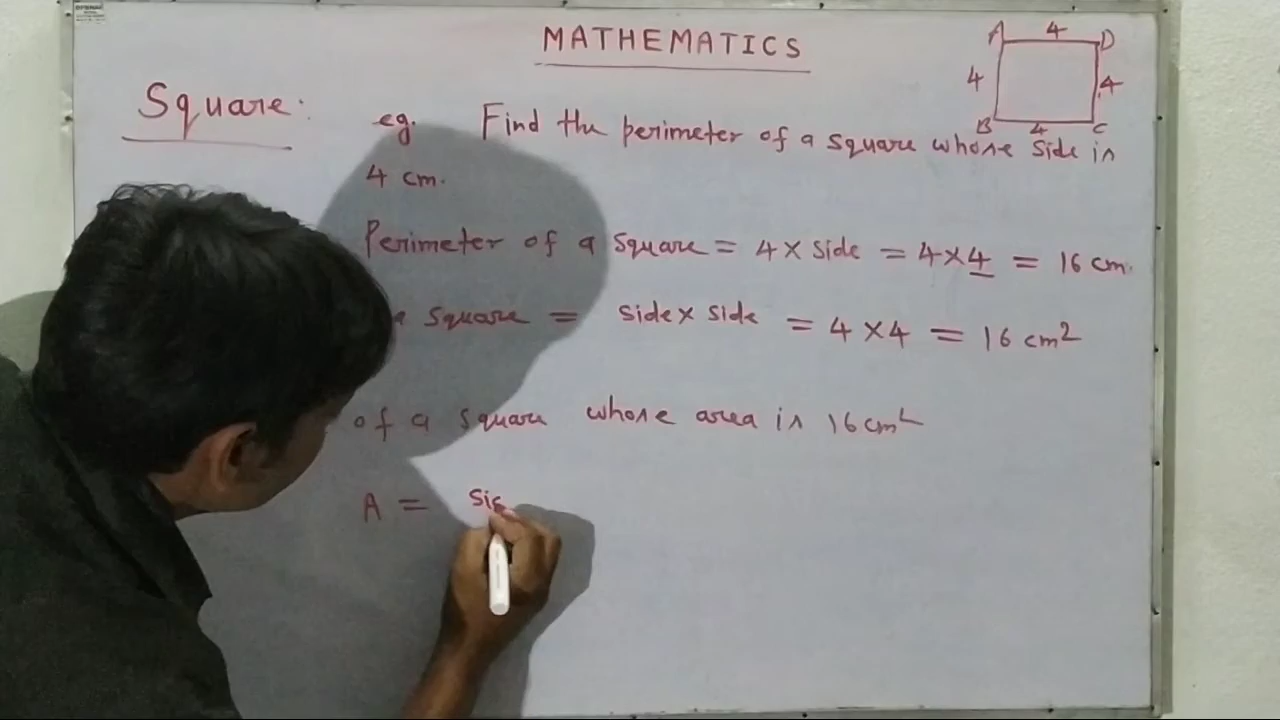 MATHEMATICS
A 4 D
4 4
B 4 C
Square:
eg. Find the perimeter of a square whose side is
4 cm.
Perimeter of a square = 4 × side = 4×4 = 16 cm.
a square = side × side = 4 × 4 = 16 cm²
of a square whose area is 16 cm²
A = sid